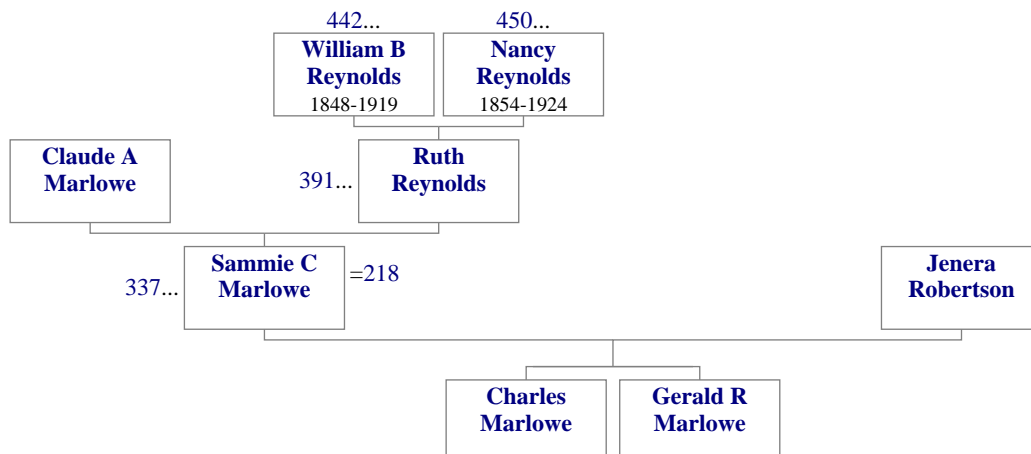 442...
450...
William B
Reynolds
1848-1919
Nancy
Reynolds
1854-1924
Claude A
Marlowe
391...
Ruth
Reynolds
337...
Sammie C
Marlowe
=218
Jenera
Robertson
Charles
Marlowe
Gerald R
Marlowe